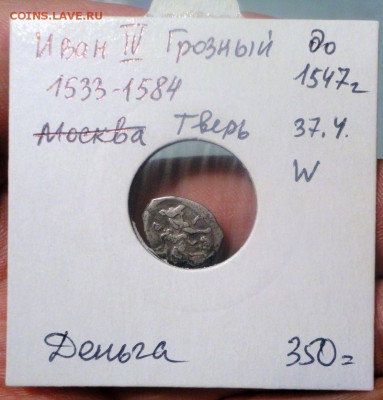 COINS.LAVE.RU
Иван IV Грозный до
1533-1584 1547г
Москва Тверь 37.4.
W
Деньга 350=